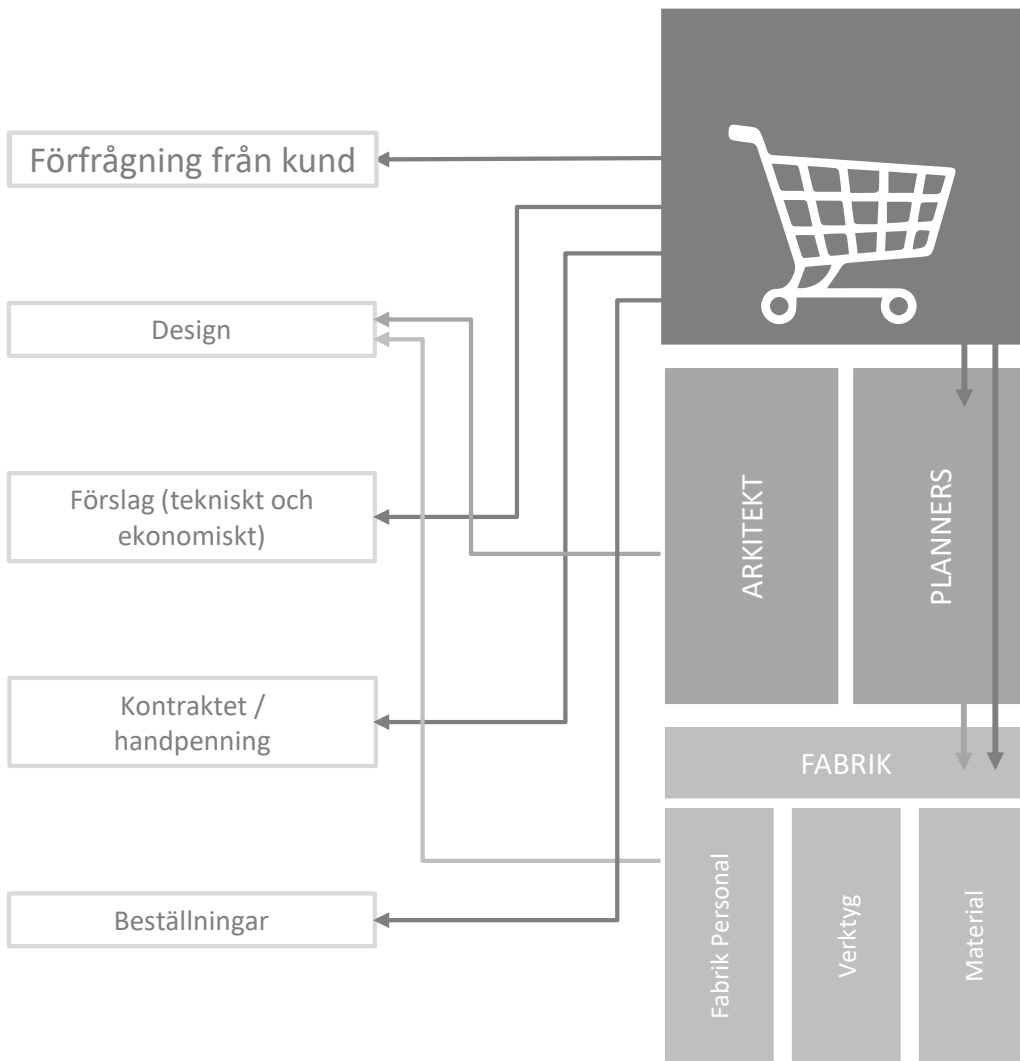 Förfrågning från kund
Design
Förslag (tekniskt och
ekonomiskt)
Kontraktet /
handpenning
Beställningar
ARKITEKT
PLANNERS
FABRIK
Fabrik Personal
Verktyg
Material